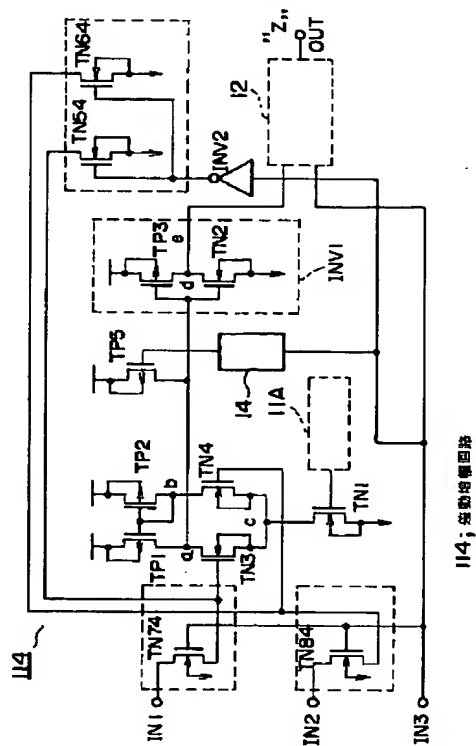 114
TN54
TN64
INV2
12
"Z"
OUT
TP3
e
d
TN2
INV1
TP5
14
11A
TP2
b
TN4
TP1
a
TN3
c
TN1
TN74
TN84
IN1
IN2
IN3
114; 差動増幅回路